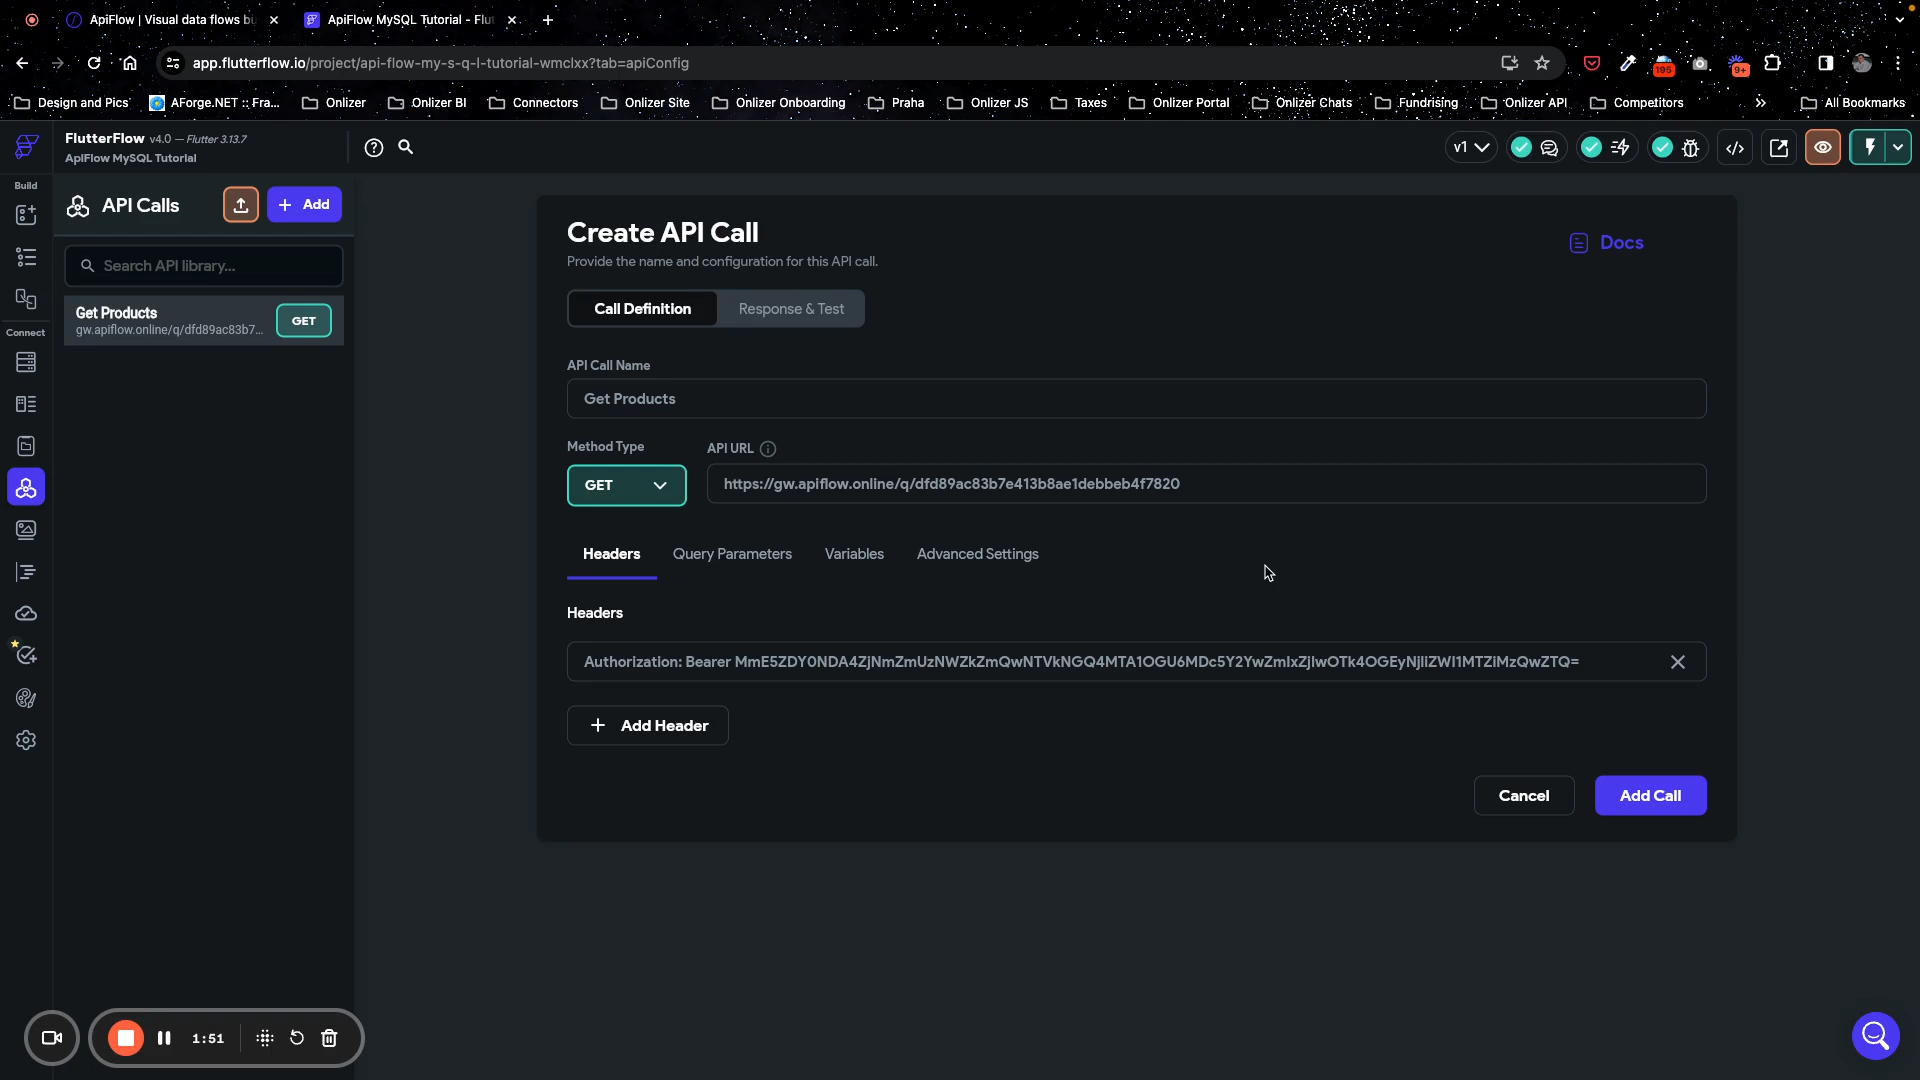 ApiFlow | Visual data flows bu
ApiFlow MySQL Tutorial - Flut
app.flutterflow.io/project/api-flow-my-s-q-l-tutorial-wmclxx?tab=apiConfig
195
9+
Design and Pics
AForge.NET :: Fra...
Onlizer
Onlizer BI
Connectors
Onlizer Site
Onlizer Onboarding
Praha
Onlizer JS
Taxes
Onlizer Portal
Onlizer Chats
Fundrising
Onlizer API
Competitors
All Bookmarks
FlutterFlow v4.0 — Flutter 3.13.7
ApiFlow MySQL Tutorial
v1
Build
API Calls
Add
Search API library...
Get Products
gw.apiflow.online/q/dfd89ac83b7...
GET
Connect
Create API Call
Provide the name and configuration for this API call.
Docs
Call Definition
Response & Test
API Call Name
Get Products
Method Type
API URL
GET
https://gw.apiflow.online/q/dfd89ac83b7e413b8ae1debbeb4f7820
Headers
Query Parameters
Variables
Advanced Settings
Headers
Authorization: Bearer
Add Header
Cancel
Add Call
1:51